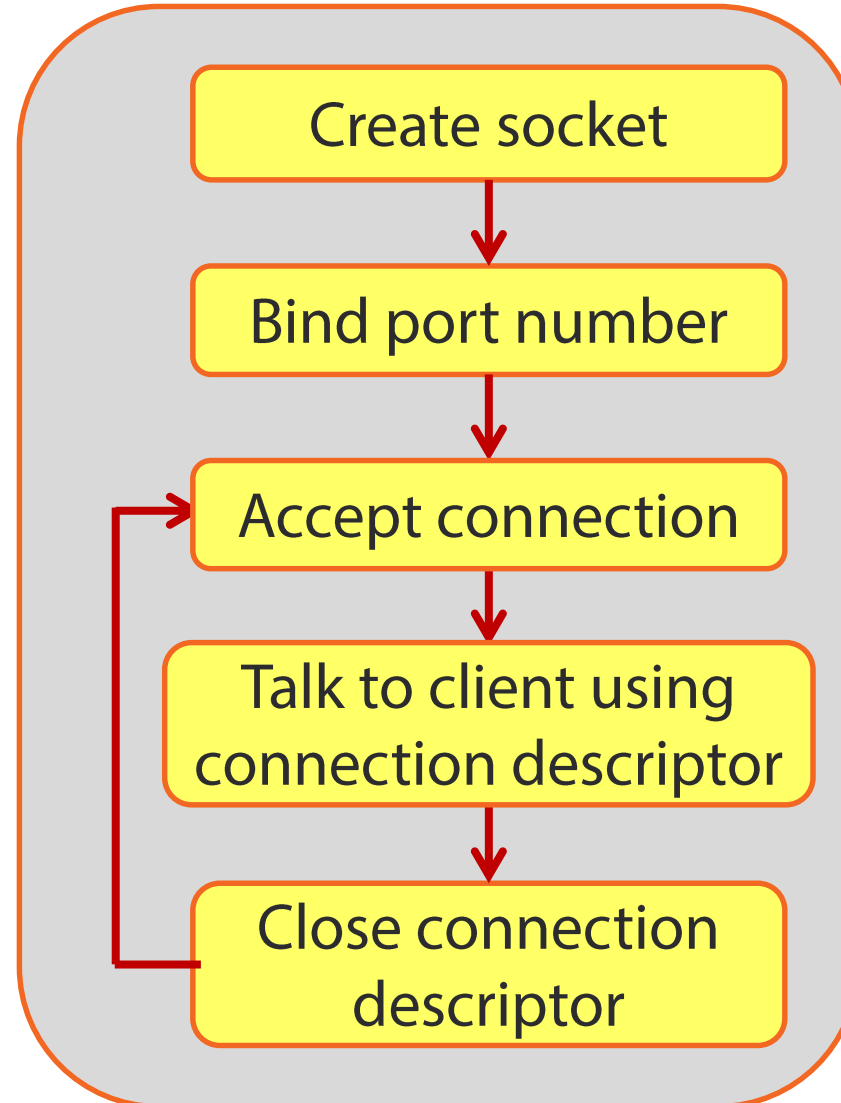 Create socket
Bind port number
Accept connection
Talk to client using
connection descriptor
Close connection
descriptor